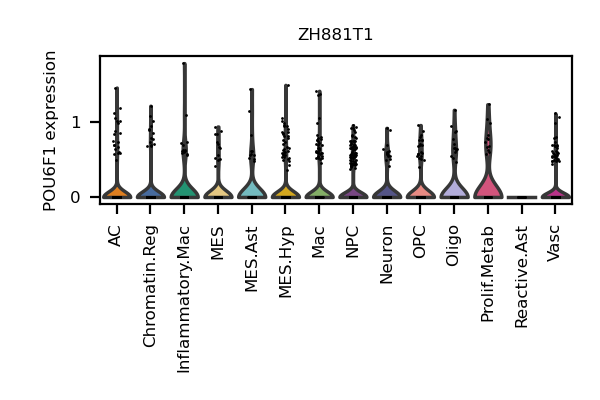 ZH881T1
POU6F1 expression
1
0
AC
Chromatin.Reg
Inflammatory.Mac
MES
MES.Ast
MES.Hyp
Mac
NPC
Neuron
OPC
Oligo
Prolif.Metab
Reactive.Ast
Vasc